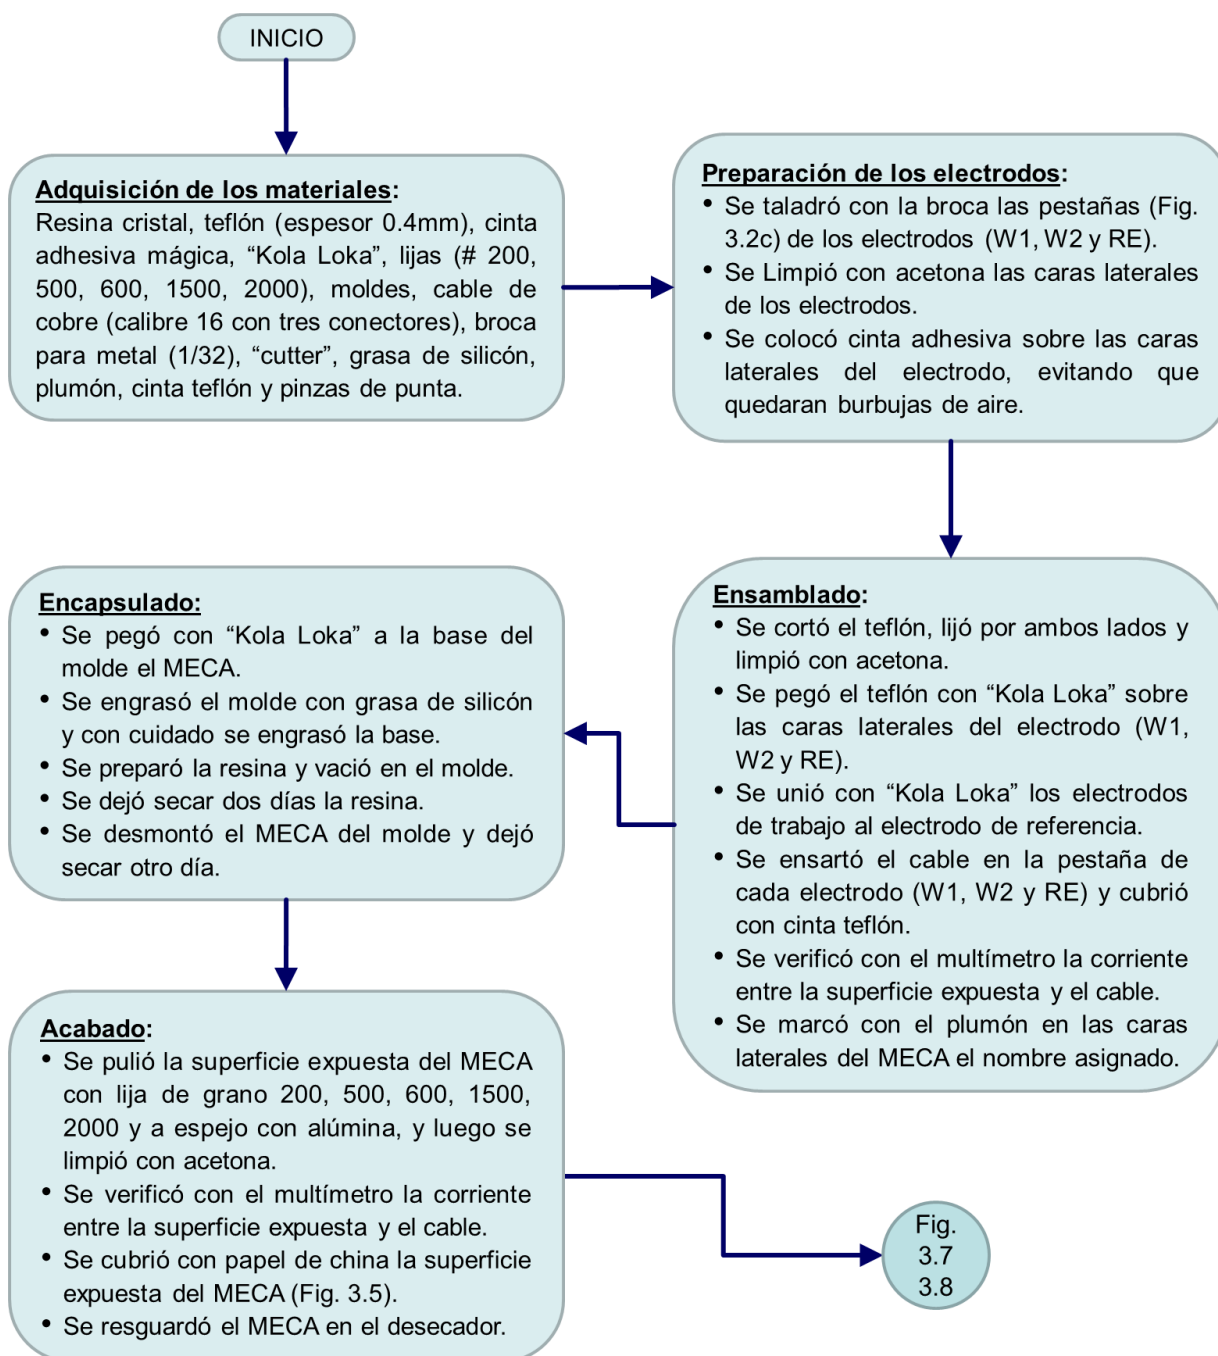 INICIO
Adquisición de los materiales:
Resina cristal, teflón (espesor 0.4mm), cinta
adhesiva mágica, “Kola Loka”, lijas (# 200,
500, 600, 1500, 2000), moldes, cable de
cobre (calibre 16 con tres conectores), broca
para metal (1/32), “cutter”, grasa de silicón,
plumón, cinta teflón y pinzas de punta.
Preparación de los electrodos:
• Se taladró con la broca las pestañas (Fig.
3.2c) de los electrodos (W1, W2 y RE).
• Se Limpió con acetona las caras laterales
de los electrodos.
• Se colocó cinta adhesiva sobre las caras
laterales del electrodo, evitando que
quedaran burbujas de aire.
Ensamblado:
• Se cortó el teflón, lijó por ambos lados y
limpió con acetona.
• Se pegó el teflón con “Kola Loka” sobre
las caras laterales del electrodo (W1,
W2 y RE).
• Se unió con “Kola Loka” los electrodos
de trabajo al electrodo de referencia.
• Se ensartó el cable en la pestaña de
cada electrodo (W1, W2 y RE) y cubrió
con cinta teflón.
• Se verificó con el multímetro la corriente
entre la superficie expuesta y el cable.
• Se marcó con el plumón en las caras
laterales del MECA el nombre asignado.
Encapsulado:
• Se pegó con “Kola Loka” a la base del
molde el MECA.
• Se engrasó el molde con grasa de silicón
y con cuidado se engrasó la base.
• Se preparó la resina y vació en el molde.
• Se dejó secar dos días la resina.
• Se desmontó el MECA del molde y dejó
secar otro día.
Acabado:
• Se pulió la superficie expuesta del MECA
con lija de grano 200, 500, 600, 1500,
2000 y a espejo con alúmina, y luego se
limpió con acetona.
• Se verificó con el multímetro la corriente
entre la superficie expuesta y el cable.
• Se cubrió con papel de china la superficie
expuesta del MECA (Fig. 3.5).
• Se resguardó el MECA en el desecador.
Fig.
3.7
3.8